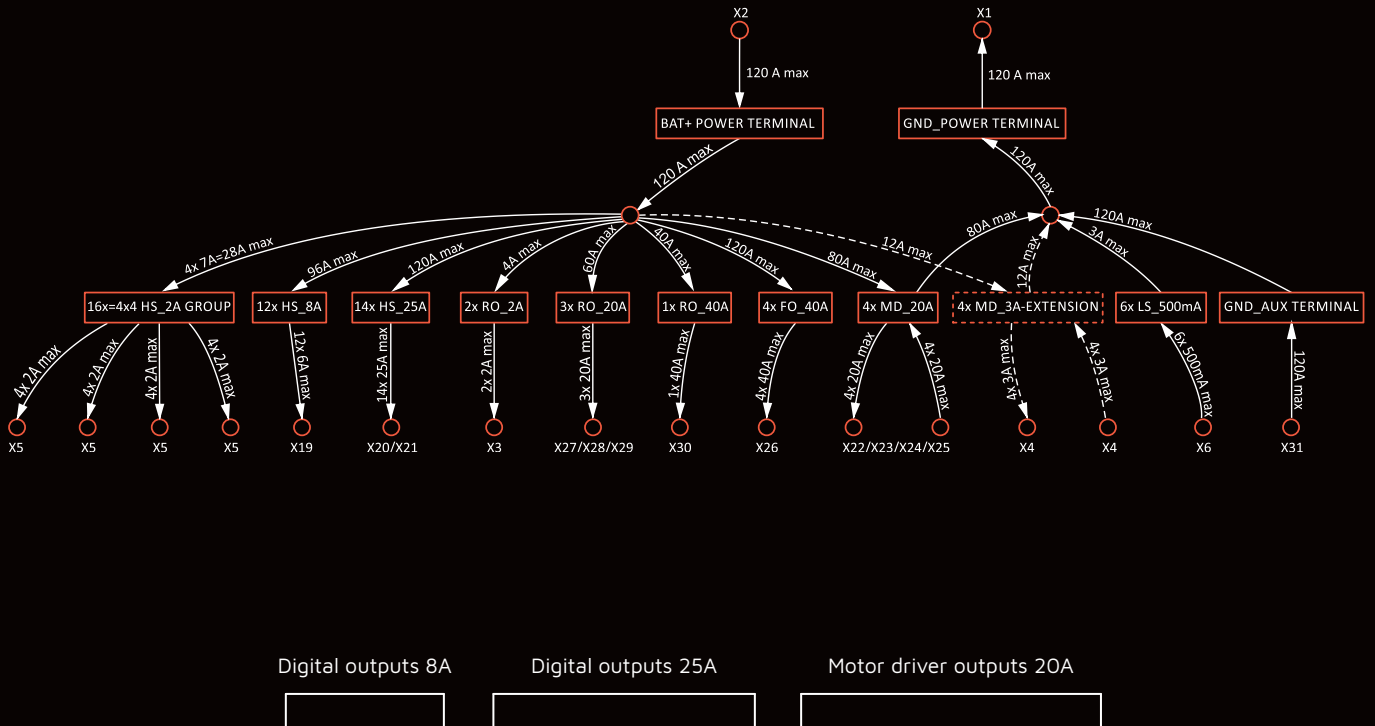 X2
X1
120 A max
120 A max
BAT+ POWER TERMINAL
GND_POWER TERMINAL
120 A max
120A max
4x 7A=28A max
96A max
120A max
4A max
60A max
40A max
120A max
80A max
12A max
80A max
12A max
3A max
120A max
16x=4x4 HS_2A GROUP
12x HS_8A
14x HS_25A
2x RO_2A
3x RO_20A
1x RO_40A
4x FO_40A
4x MD_20A
4x MD_3A-EXTENSION
6x LS_500mA
GND_AUX TERMINAL
4x 2A max
4x 2A max
4x 2A max
4x 2A max
12x 6A max
14x 25A max
2x 2A max
3x 20A max
1x 40A max
4x 40A max
4x 20A max
4x 20A max
4x 3A max
4x 3A max
6x 500mA max
120A max
X5
X5
X5
X5
X19
X20/X21
X3
X27/X28/X29
X30
X26
X22/X23/X24/X25
X4
X4
X6
X31
Digital outputs 8A
Digital outputs 25A
Motor driver outputs 20A